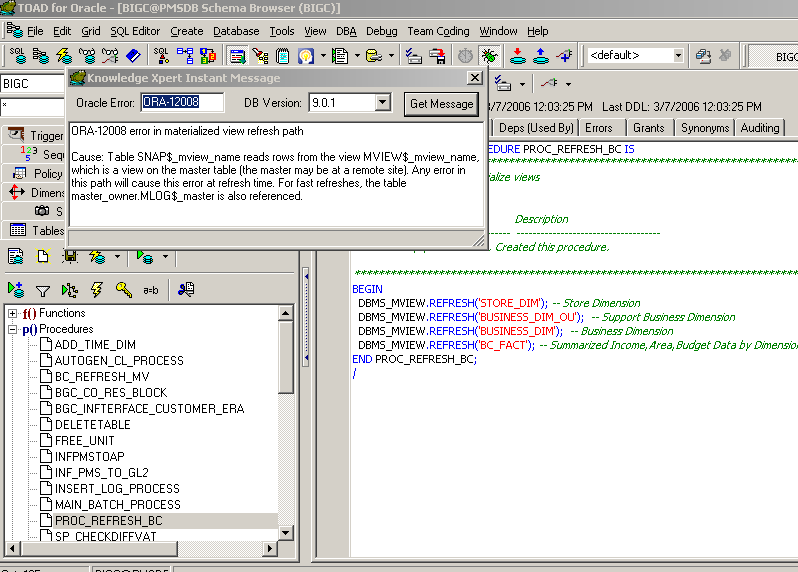 TOAD for Oracle - [BIGC@PMSDB Schema Browser (BIGC)]
File Edit Grid SQL Editor Create Database Tools View DBA Debug Team Coding Window Help
SQL SQL SQL <default> BIGC
BIGC
*
Knowledge Xpert Instant Message
Oracle Error: ORA-12008 DB Version: 9.0.1 Get Message
ORA-12008 error in materialized view refresh path
Cause: Table SNAP$_mview_name reads rows from the view MVIEW$_mview_name,
which is a view on the master table (the master may be at a remote site). Any error in
this path will cause this error at refresh time. For fast refreshes, the table
master_owner.MLOG$_master is also referenced.
/7/2006 12:03:25 PM Last DDL: 3/7/2006 12:03:25 PM
Deps (Used By) Errors Grants Synonyms Auditing
Trigger
Sequ
Policy
Dimens
S
Tables
EDURE PROC_REFRESH_BC IS
*****************************************************
alize views
Description
---------- ------------------------------------
. Created this procedure.
******************************************************************************
BEGIN
DBMS_MVIEW.REFRESH('STORE_DIM'); -- Store Dimension
DBMS_MVIEW.REFRESH('BUSINESS_DIM_OU'); -- Support Business Dimension
DBMS_MVIEW.REFRESH('BUSINESS_DIM'); -- Business Dimension
DBMS_MVIEW.REFRESH('BC_FACT'); -- Summarized Income,Area,Budget Data by Dimension
END PROC_REFRESH_BC;
/
a=b
f() Functions
p() Procedures
ADD_TIME_DIM
AUTOGEN_CL_PROCESS
BC_REFRESH_MV
BGC_CO_RES_BLOCK
BGC_INFTERFACE_CUSTOMER_ERA
DELETETABLE
FREE_UNIT
INFPMSTOAP
INF_PMS_TO_GL2
INSERT_LOG_PROCESS
MAIN_BATCH_PROCESS
PROC_REFRESH_BC
SP_CHECKDIFFVAT